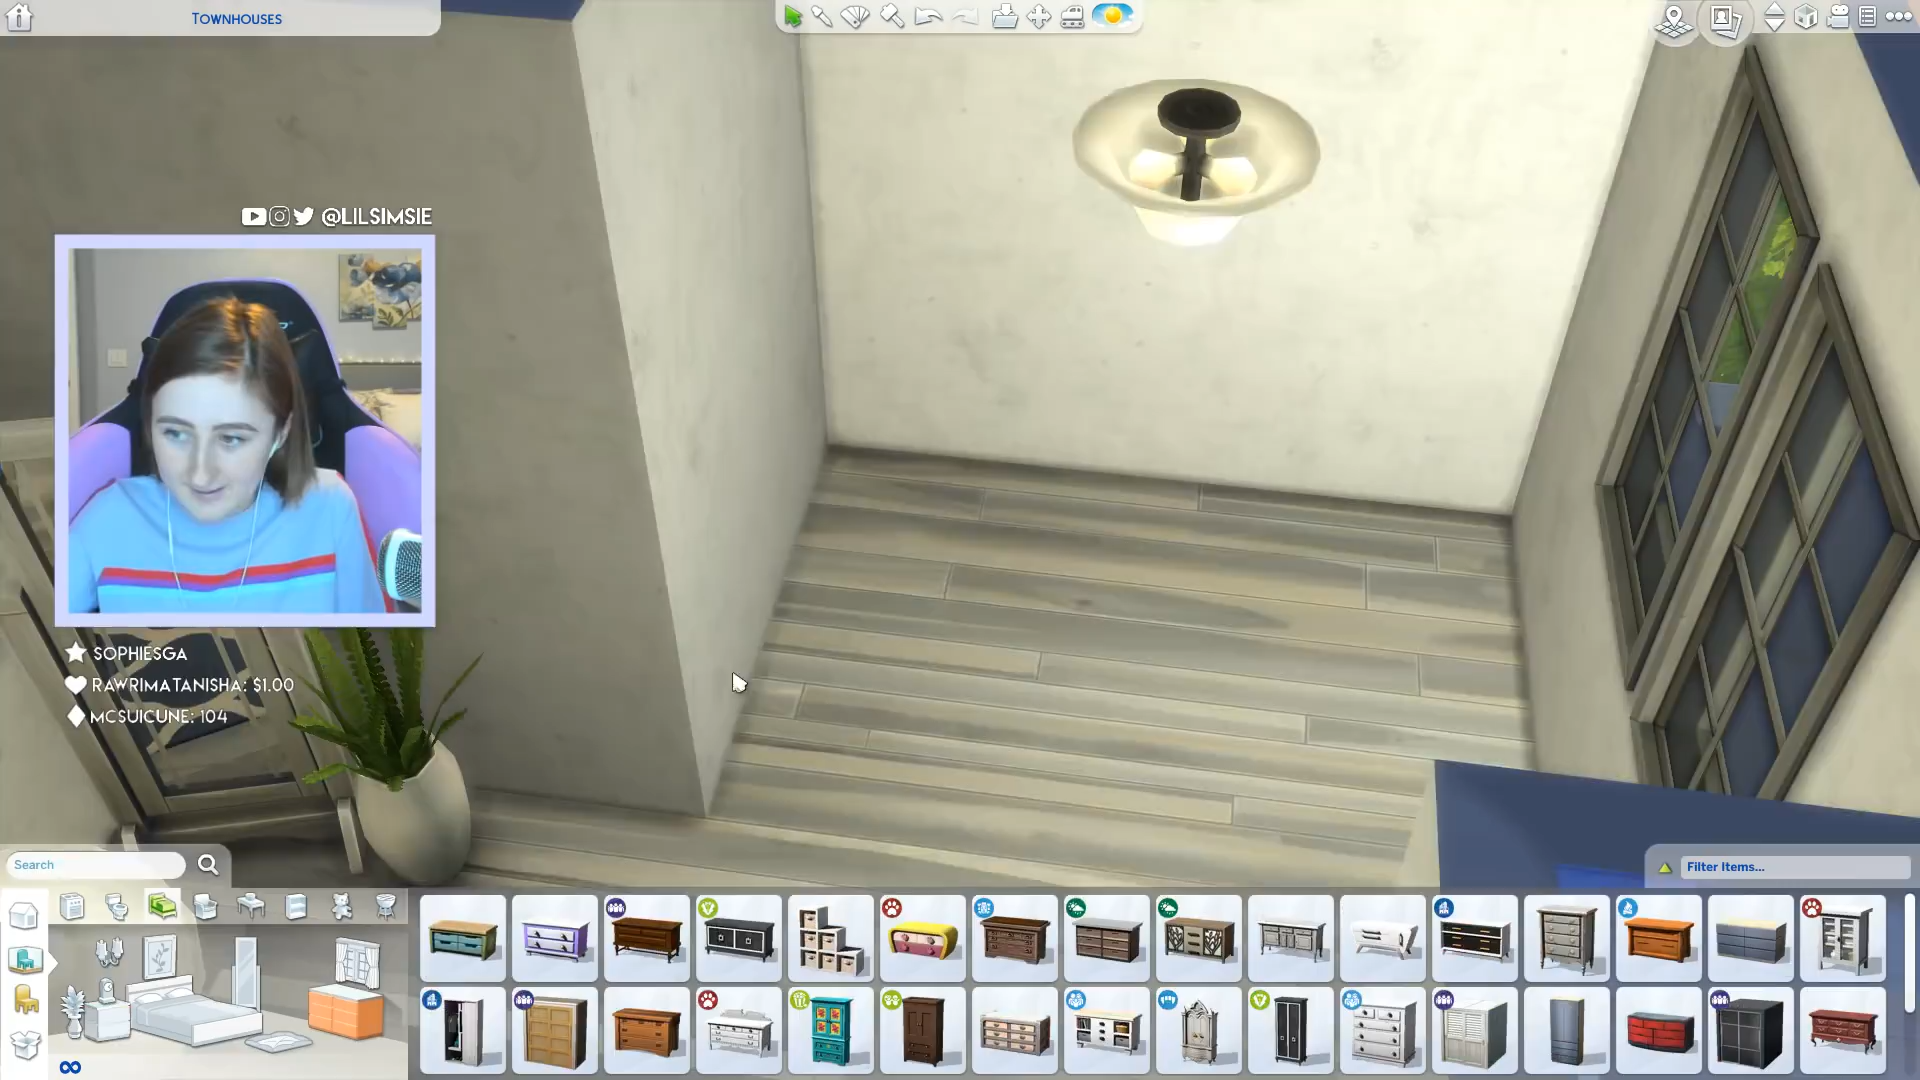 TOWNHOUSES
@LILSIMSIE
SOPHIESGA
RAWRIMATANISHA: $1.00
MCSUICUNE: 104
Search
Filter Items...